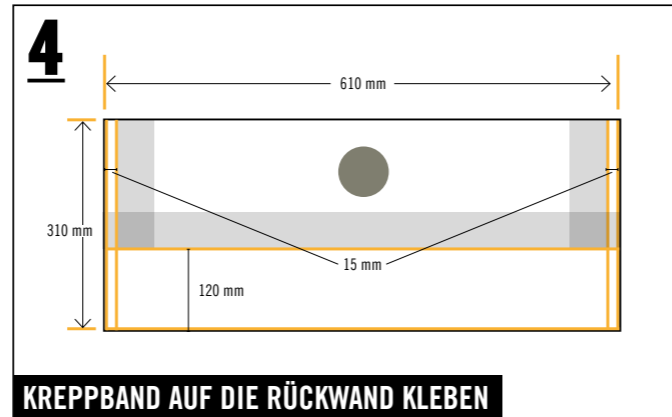 4
610 mm
310 mm
15 mm
120 mm
KREPPBAND AUF DIE RÜCKWAND KLEBEN